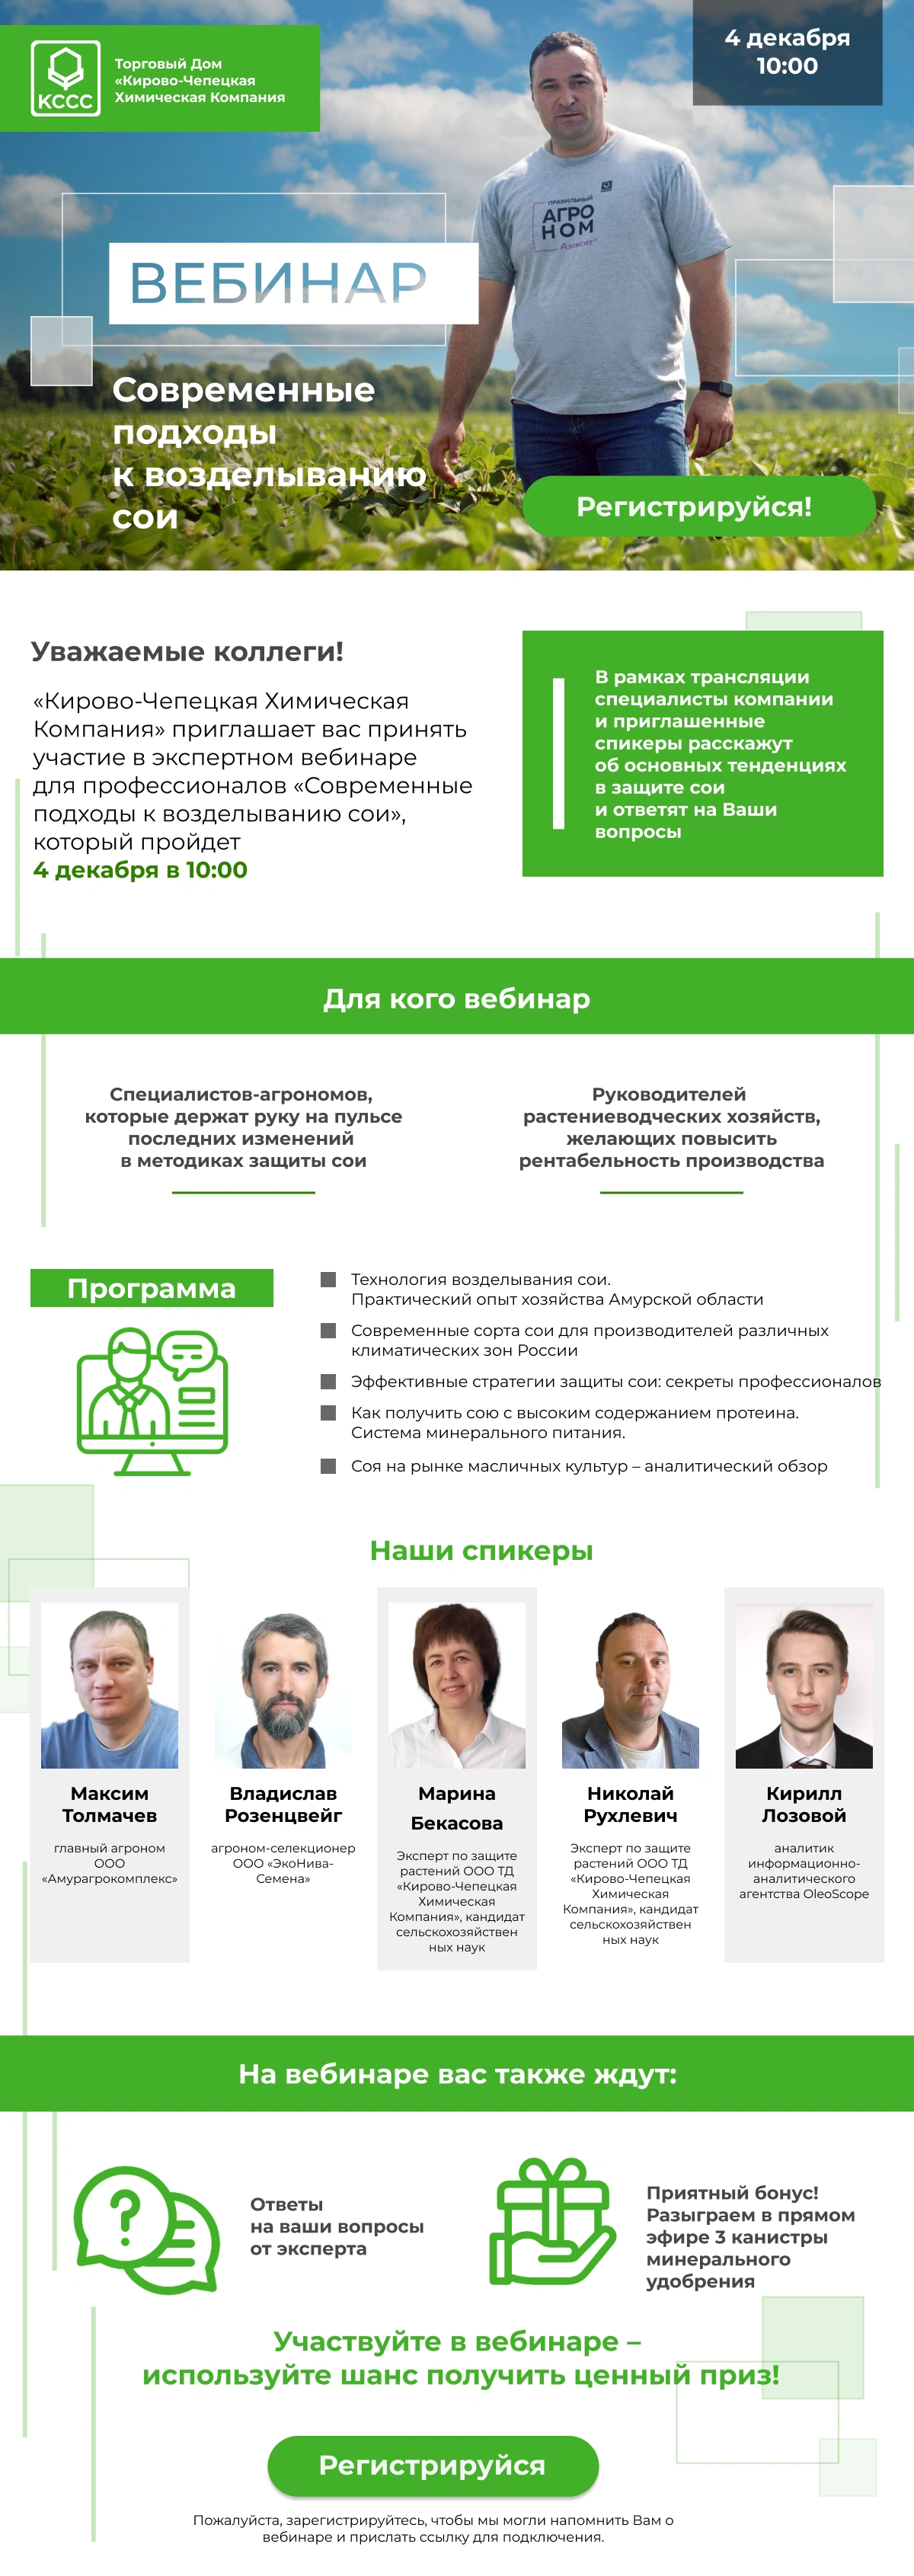 KCCC
Торговый Дом
«Кирово-Чепецкая
Химическая Компания
4 декабря
10:00
ПРАВИЛЬНЫЙ
АГРО
НОМ
Азовсит
ВЕБИНАР
Современные
подходы
к возделыванию
сои
Регистрируйся!
Уважаемые коллеги!
«Кирово-Чепецкая Химическая
Компания» приглашает вас принять
участие в экспертном вебинаре
для профессионалов «Современные
подходы к возделыванию сои»,
который пройдет
4 декабря в 10:00
В рамках трансляции
специалисты компании
и приглашенные
спикеры расскажут
об основных тенденциях
в защите сои
и ответят на Ваши
вопросы
Для кого вебинар
Специалистов-агрономов,
которые держат руку на пульсе
последних изменений
в методиках защиты сои
Руководителей
растениеводческих хозяйств,
желающих повысить
рентабельность производства
Программа
Технология возделывания сои.
Практический опыт хозяйства Амурской области
Современные сорта сои для производителей различных
климатических зон России
Эффективные стратегии защиты сои: секреты профессионалов
Как получить сою с высоким содержанием протеина.
Система минерального питания.
Соя на рынке масличных культур – аналитический обзор
Наши спикеры
Максим
Толмачев
главный агроном
ООО
«Амурагрокомплекс»
Владислав
Розенцвейг
агроном-селекционер
ООО «ЭкоНива-
Семена»
Марина
Бекасова
Эксперт по защите
растений ООО ТД
«Кирово-Чепецкая
Химическая
Компания», кандидат
сельскохозяйствен
ных наук
Николай
Рухлевич
Эксперт по защите
растений ООО ТД
«Кирово-Чепецкая
Химическая
Компания», кандидат
сельскохозяйствен
ных наук
Кирилл
Лозовой
аналитик
информационно-
аналитического
агентства OleoScope
На вебинаре вас также ждут:
Ответы
на ваши вопросы
от эксперта
Приятный бонус!
Разыграем в прямом
эфире 3 канистры
минерального
удобрения
Участвуйте в вебинаре –
используйте шанс получить ценный приз!
Регистрируйся
Пожалуйста, зарегистрируйтесь, чтобы мы могли напомнить Вам о
вебинаре и прислать ссылку для подключения.